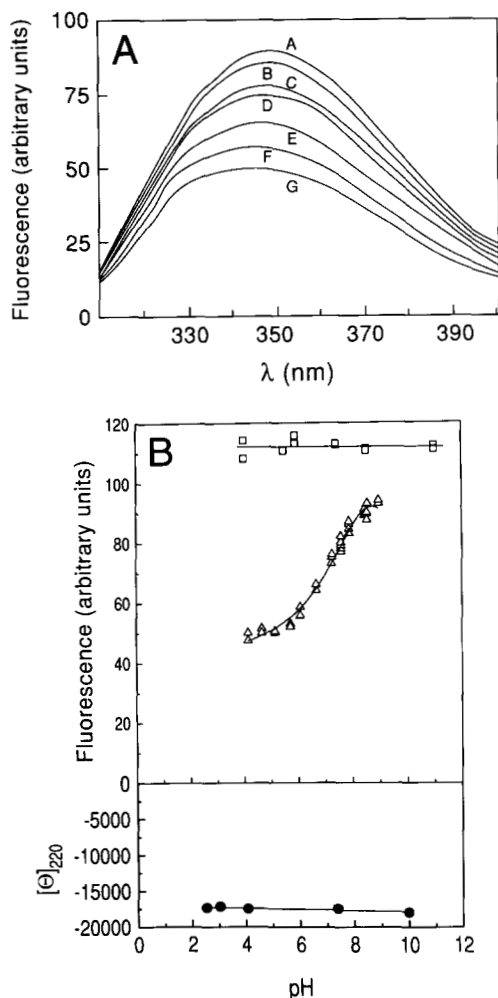 A
Fluorescence (arbitrary units)
100
75
50
25
0
A
B
C
D
E
F
G
330
350
370
390
λ (nm)
B
Fluorescence (arbitrary units)
120
100
80
60
40
20
0
[Θ]220
-5000
-10000
-15000
-20000
0
2
4
6
8
10
12
pH